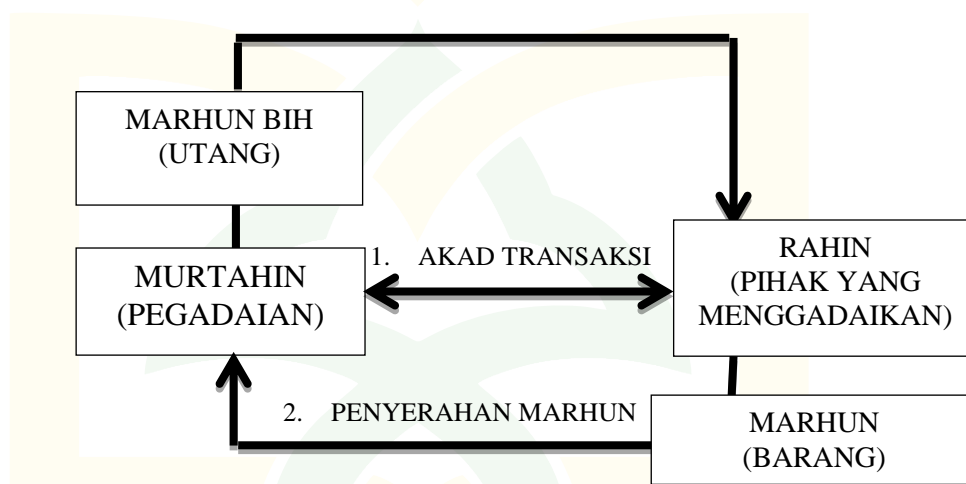 MARHUN BIH
(UTANG)
MURTAHIN
(PEGADAIAN)
1. AKAD TRANSAKSI
RAHIN
(PIHAK YANG
MENGGADAIKAN)
2. PENYERAHAN MARHUN
MARHUN
(BARANG)